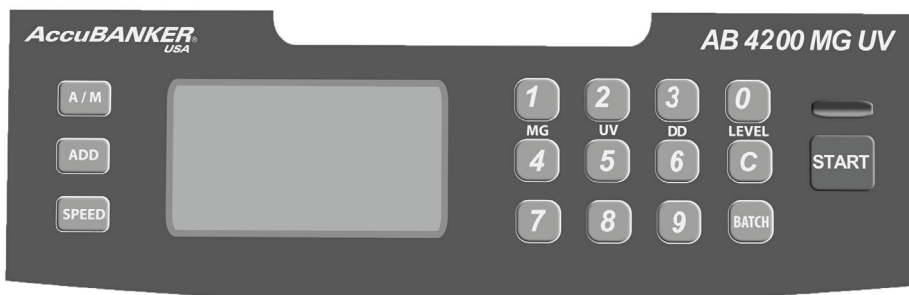 AccuBANKER®
USA
AB 4200 MG UV
A / M
ADD
SPEED
1 2 3 0
MG UV DD LEVEL
4 5 6 C
7 8 9 BATCH
START